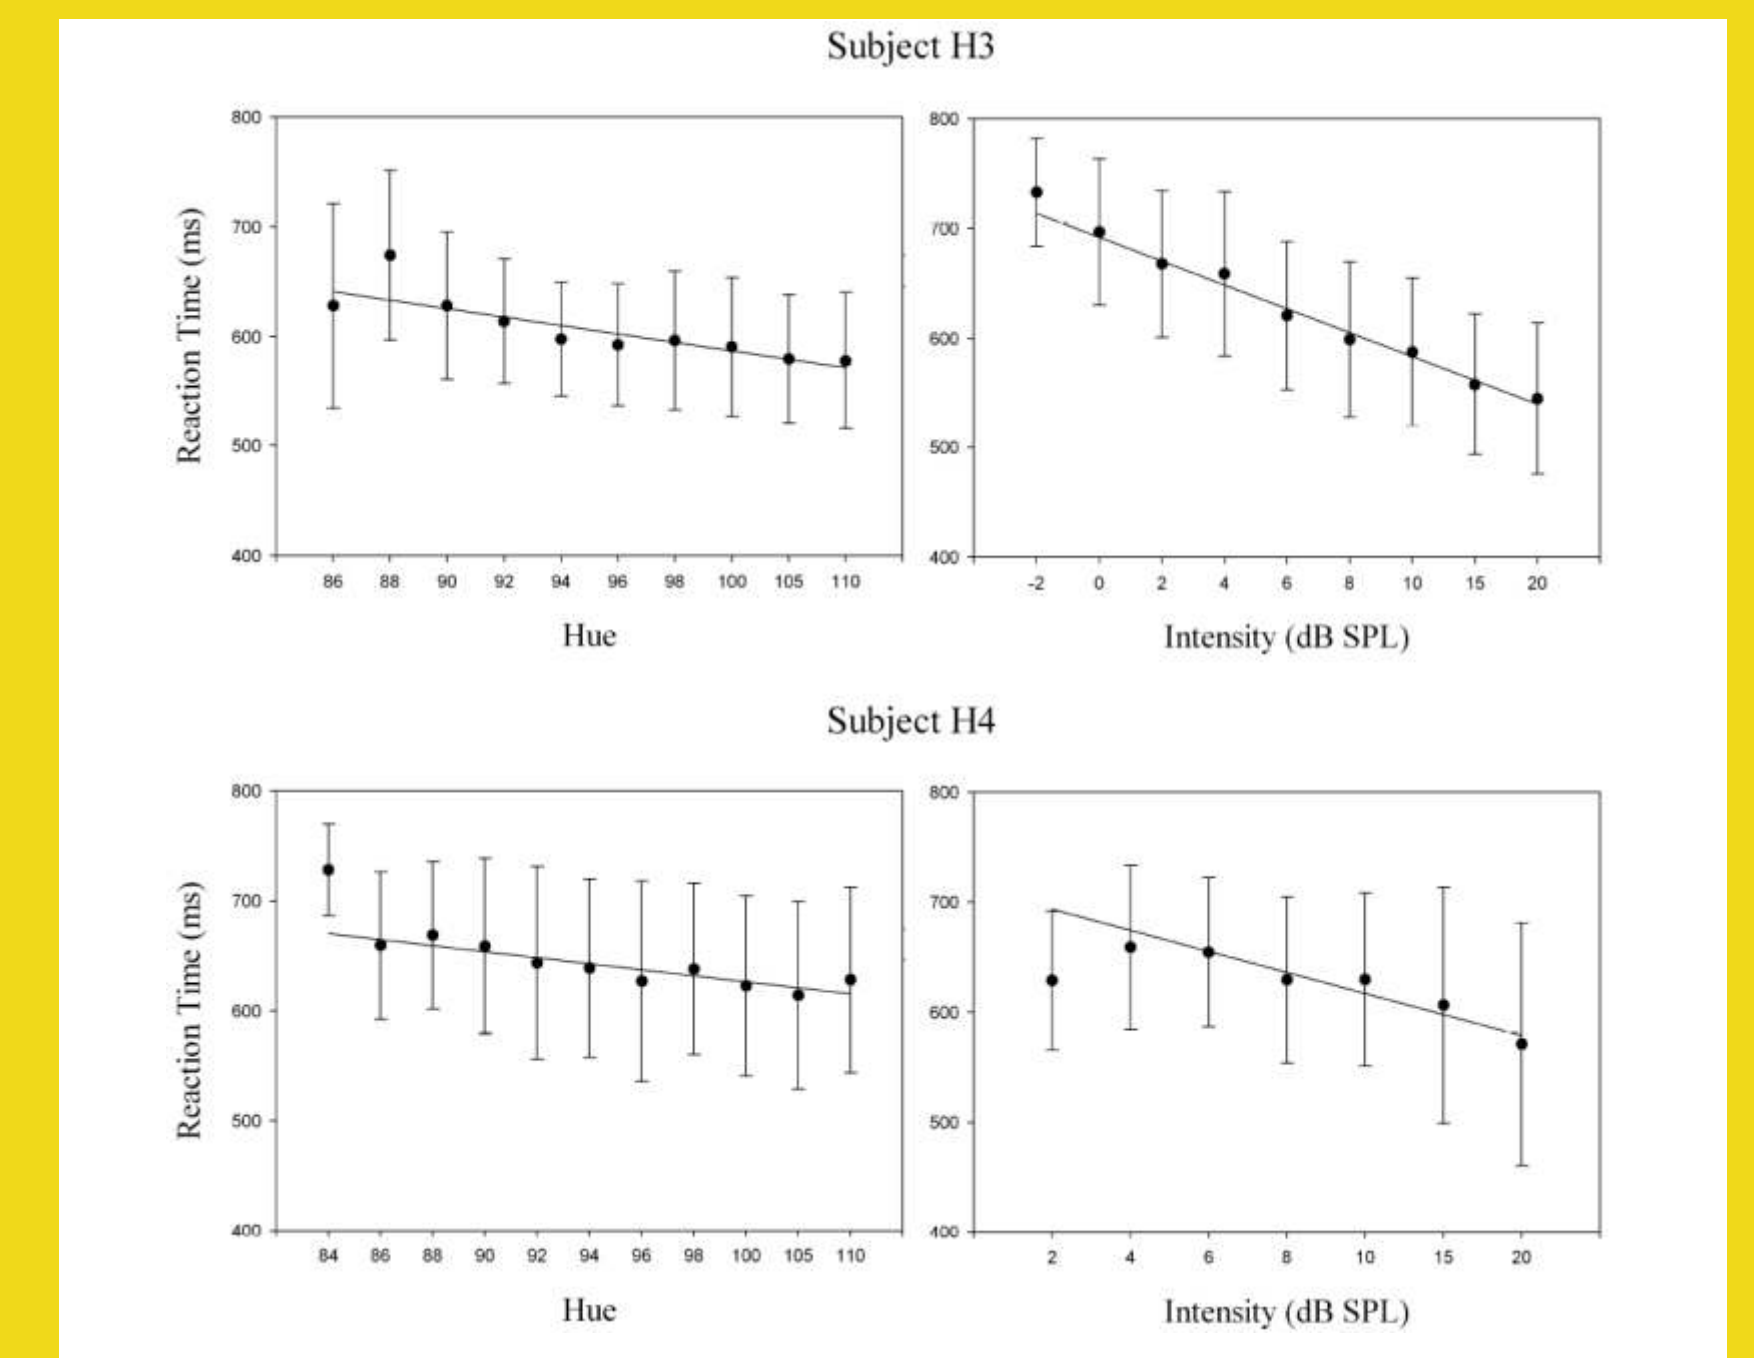 Subject H3
800
700
600
500
400
Reaction Time (ms)
86 88 90 92 94 96 98 100 105 110
Hue
800
700
600
500
400
-2 0 2 4 6 8 10 15 20
Intensity (dB SPL)
Subject H4
800
700
600
500
400
Reaction Time (ms)
84 86 88 90 92 94 96 98 100 105 110
Hue
800
700
600
500
400
2 4 6 8 10 15 20
Intensity (dB SPL)